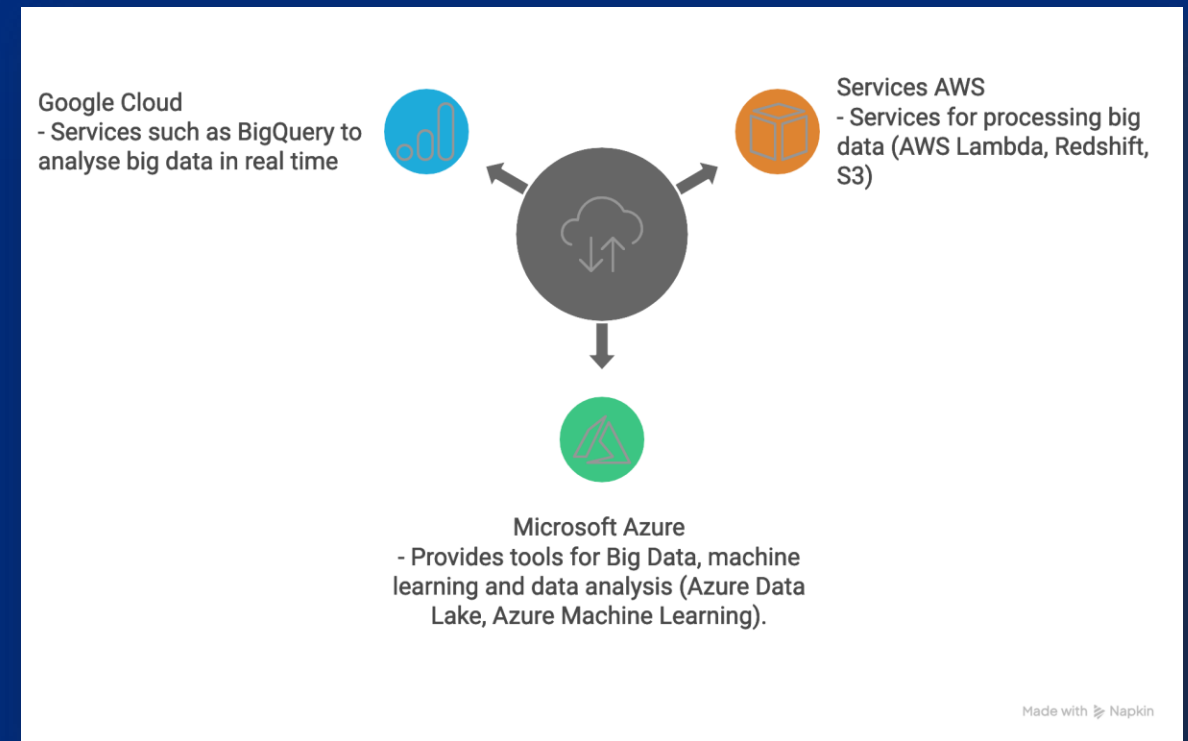 Google Cloud
- Services such as BigQuery to
analyse big data in real time
Services AWS
- Services for processing big
data (AWS Lambda, Redshift,
S3)
Microsoft Azure
- Provides tools for Big Data, machine
learning and data analysis (Azure Data
Lake, Azure Machine Learning).
Made with Napkin